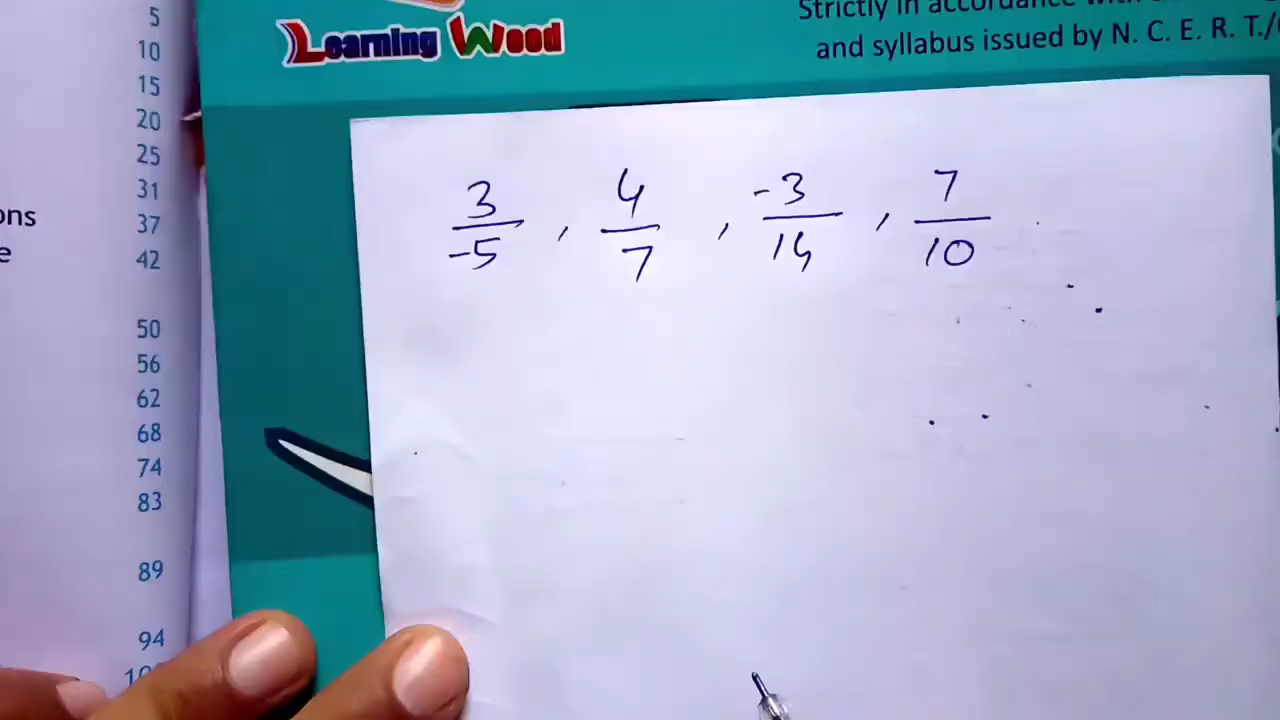 5
10
15
20
25
31
37
42
50
56
62
68
74
83
89
94
ons
e
Learning Wood
Strictly in accordance with
and syllabus issued by N. C. E. R. T./
3/-5 , 4/7 , -3/14 , 7/10